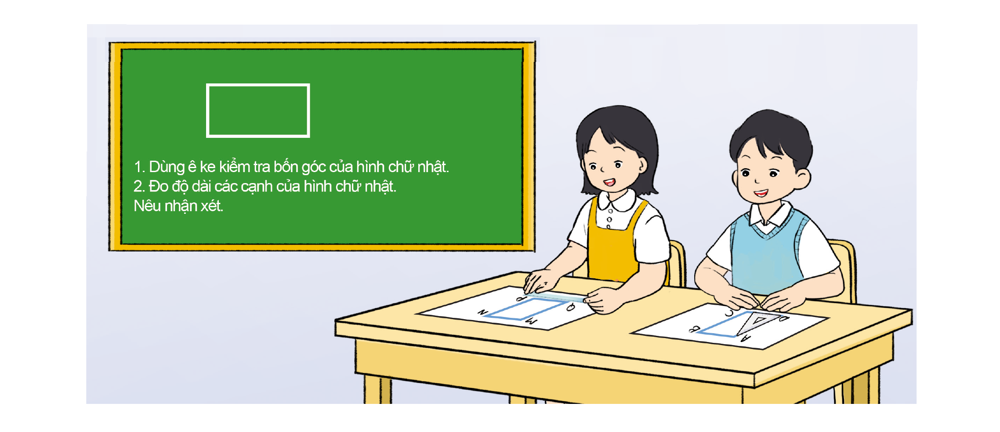 1. Dùng ê ke kiểm tra bốn góc của hình chữ nhật.
2. Đo độ dài các cạnh của hình chữ nhật.
Nêu nhận xét.
P
Q
N
M
C
D
B
A